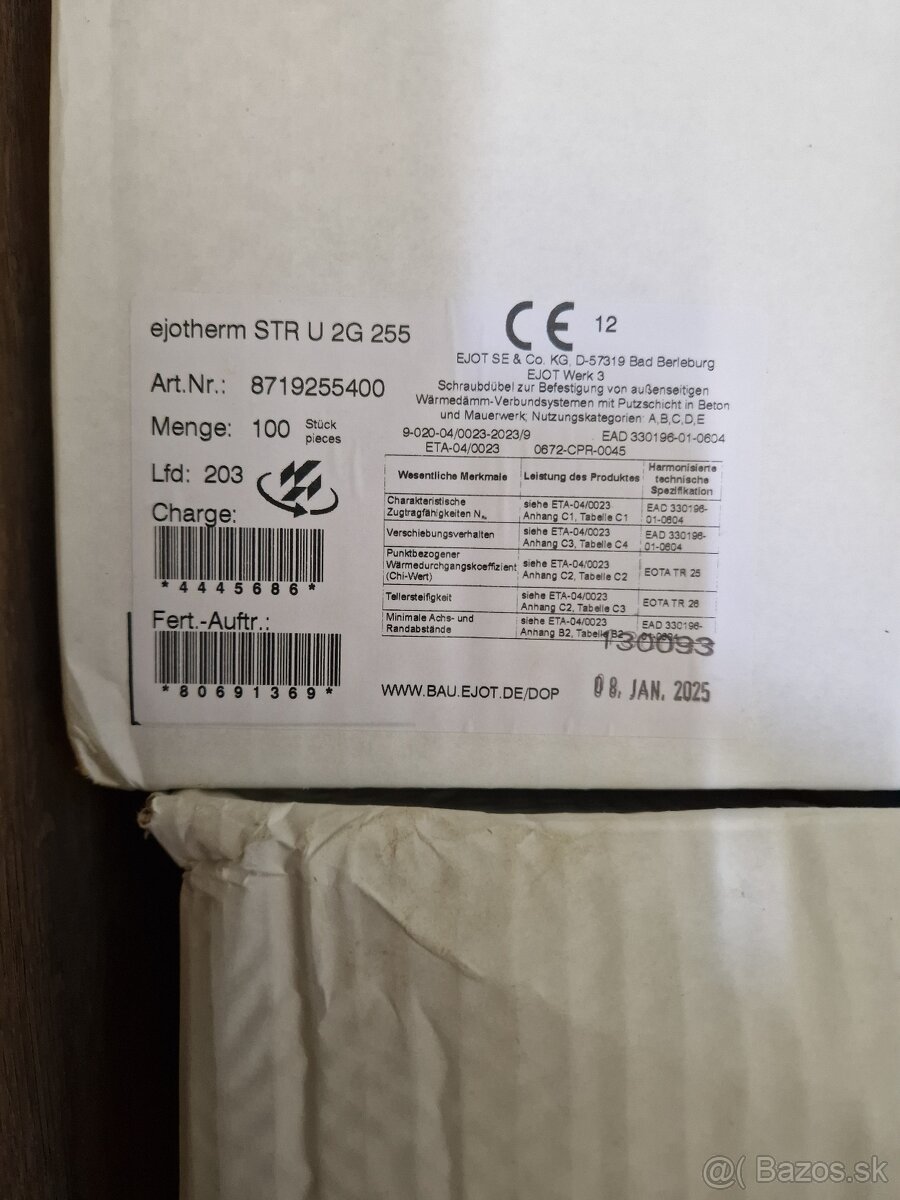 ejotherm STR U 2G 255
Art.Nr.: 8719255400
Menge: 100 Stück pieces
Lfd: 203
Charge:
*4445686*
Fert.-Auftr.:
*80691369*
CE 12
EJOT SE & Co. KG, D-57319 Bad Berleburg
EJOT Werk 3
Schraubdübel zur Befestigung von außenseitigen
Wärmedämm-Verbundsystemen mit Putzschicht in Beton
und Mauerwerk, Nutzungskategorien: A,B,C,D,E
9-020-04/0023-2023/9 EAD 330196-01-0604
ETA-04/0023 0672-CPR-0045
Wesentliche Merkmale Leistung des Produktes Harmonisierte technische Spezifikation
Charakteristische Zugtragfähigkeiten N siehe ETA-04/0023 Anhang C1, Tabelle C1 EAD 330196-01-0604
Verschiebungsverhalten siehe ETA-04/0023 Anhang C3, Tabelle C4 EAD 330196-01-0604
Punktbezogener Wärmedurchgangskoeffizient (Chi-Wert) siehe ETA-04/0023 Anhang C2, Tabelle C2 EOTA TR 25
Tellersteifigkeit siehe ETA-04/0023 Anhang C2, Tabelle C3 EOTA TR 26
Minimale Achs- und Randabstände siehe ETA-04/0023 Anhang B2, Tabelle B2 EAD 330196-
130093
WWW.BAU.EJOT.DE/DOP 08. JAN. 2025
@( Bazos.sk